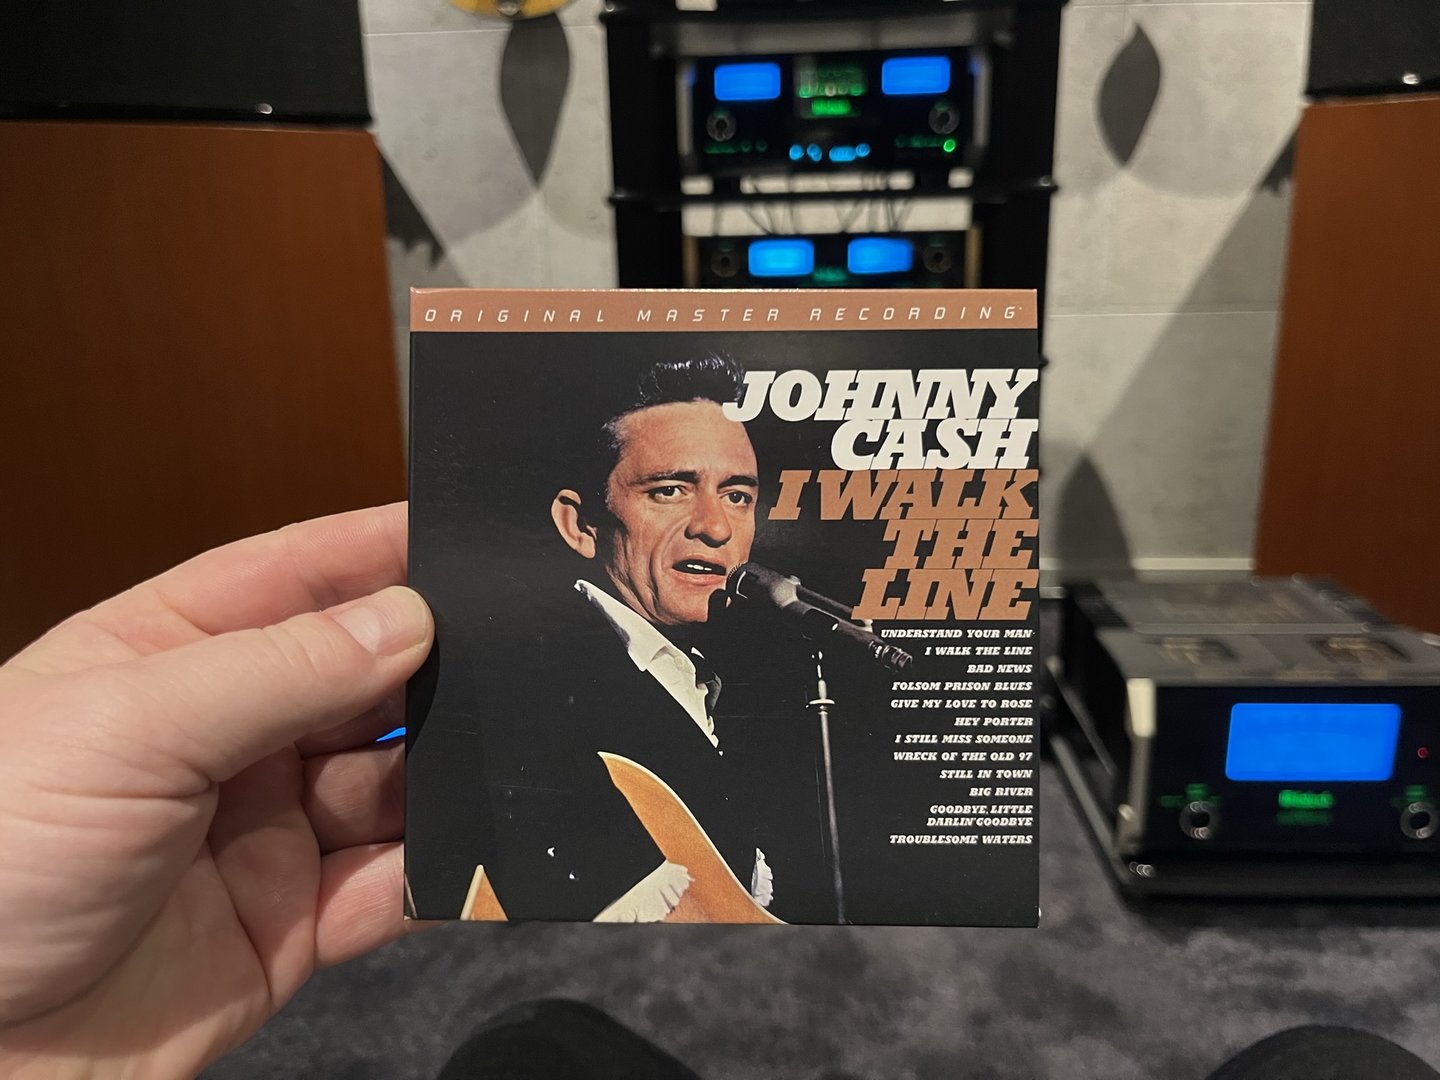 ORIGINAL MASTER RECORDING
JOHNNY
CASH
I WALK
THE
LINE
UNDERSTAND YOUR MAN
I WALK THE LINE
BAD NEWS
FOLSOM PRISON BLUES
GIVE MY LOVE TO ROSE
HEY PORTER
I STILL MISS SOMEONE
WRECK OF THE OLD 97
STILL IN TOWN
BIG RIVER
GOODBYE, LITTLE
DARLIN' GOODBYE
TROUBLESOME WATERS